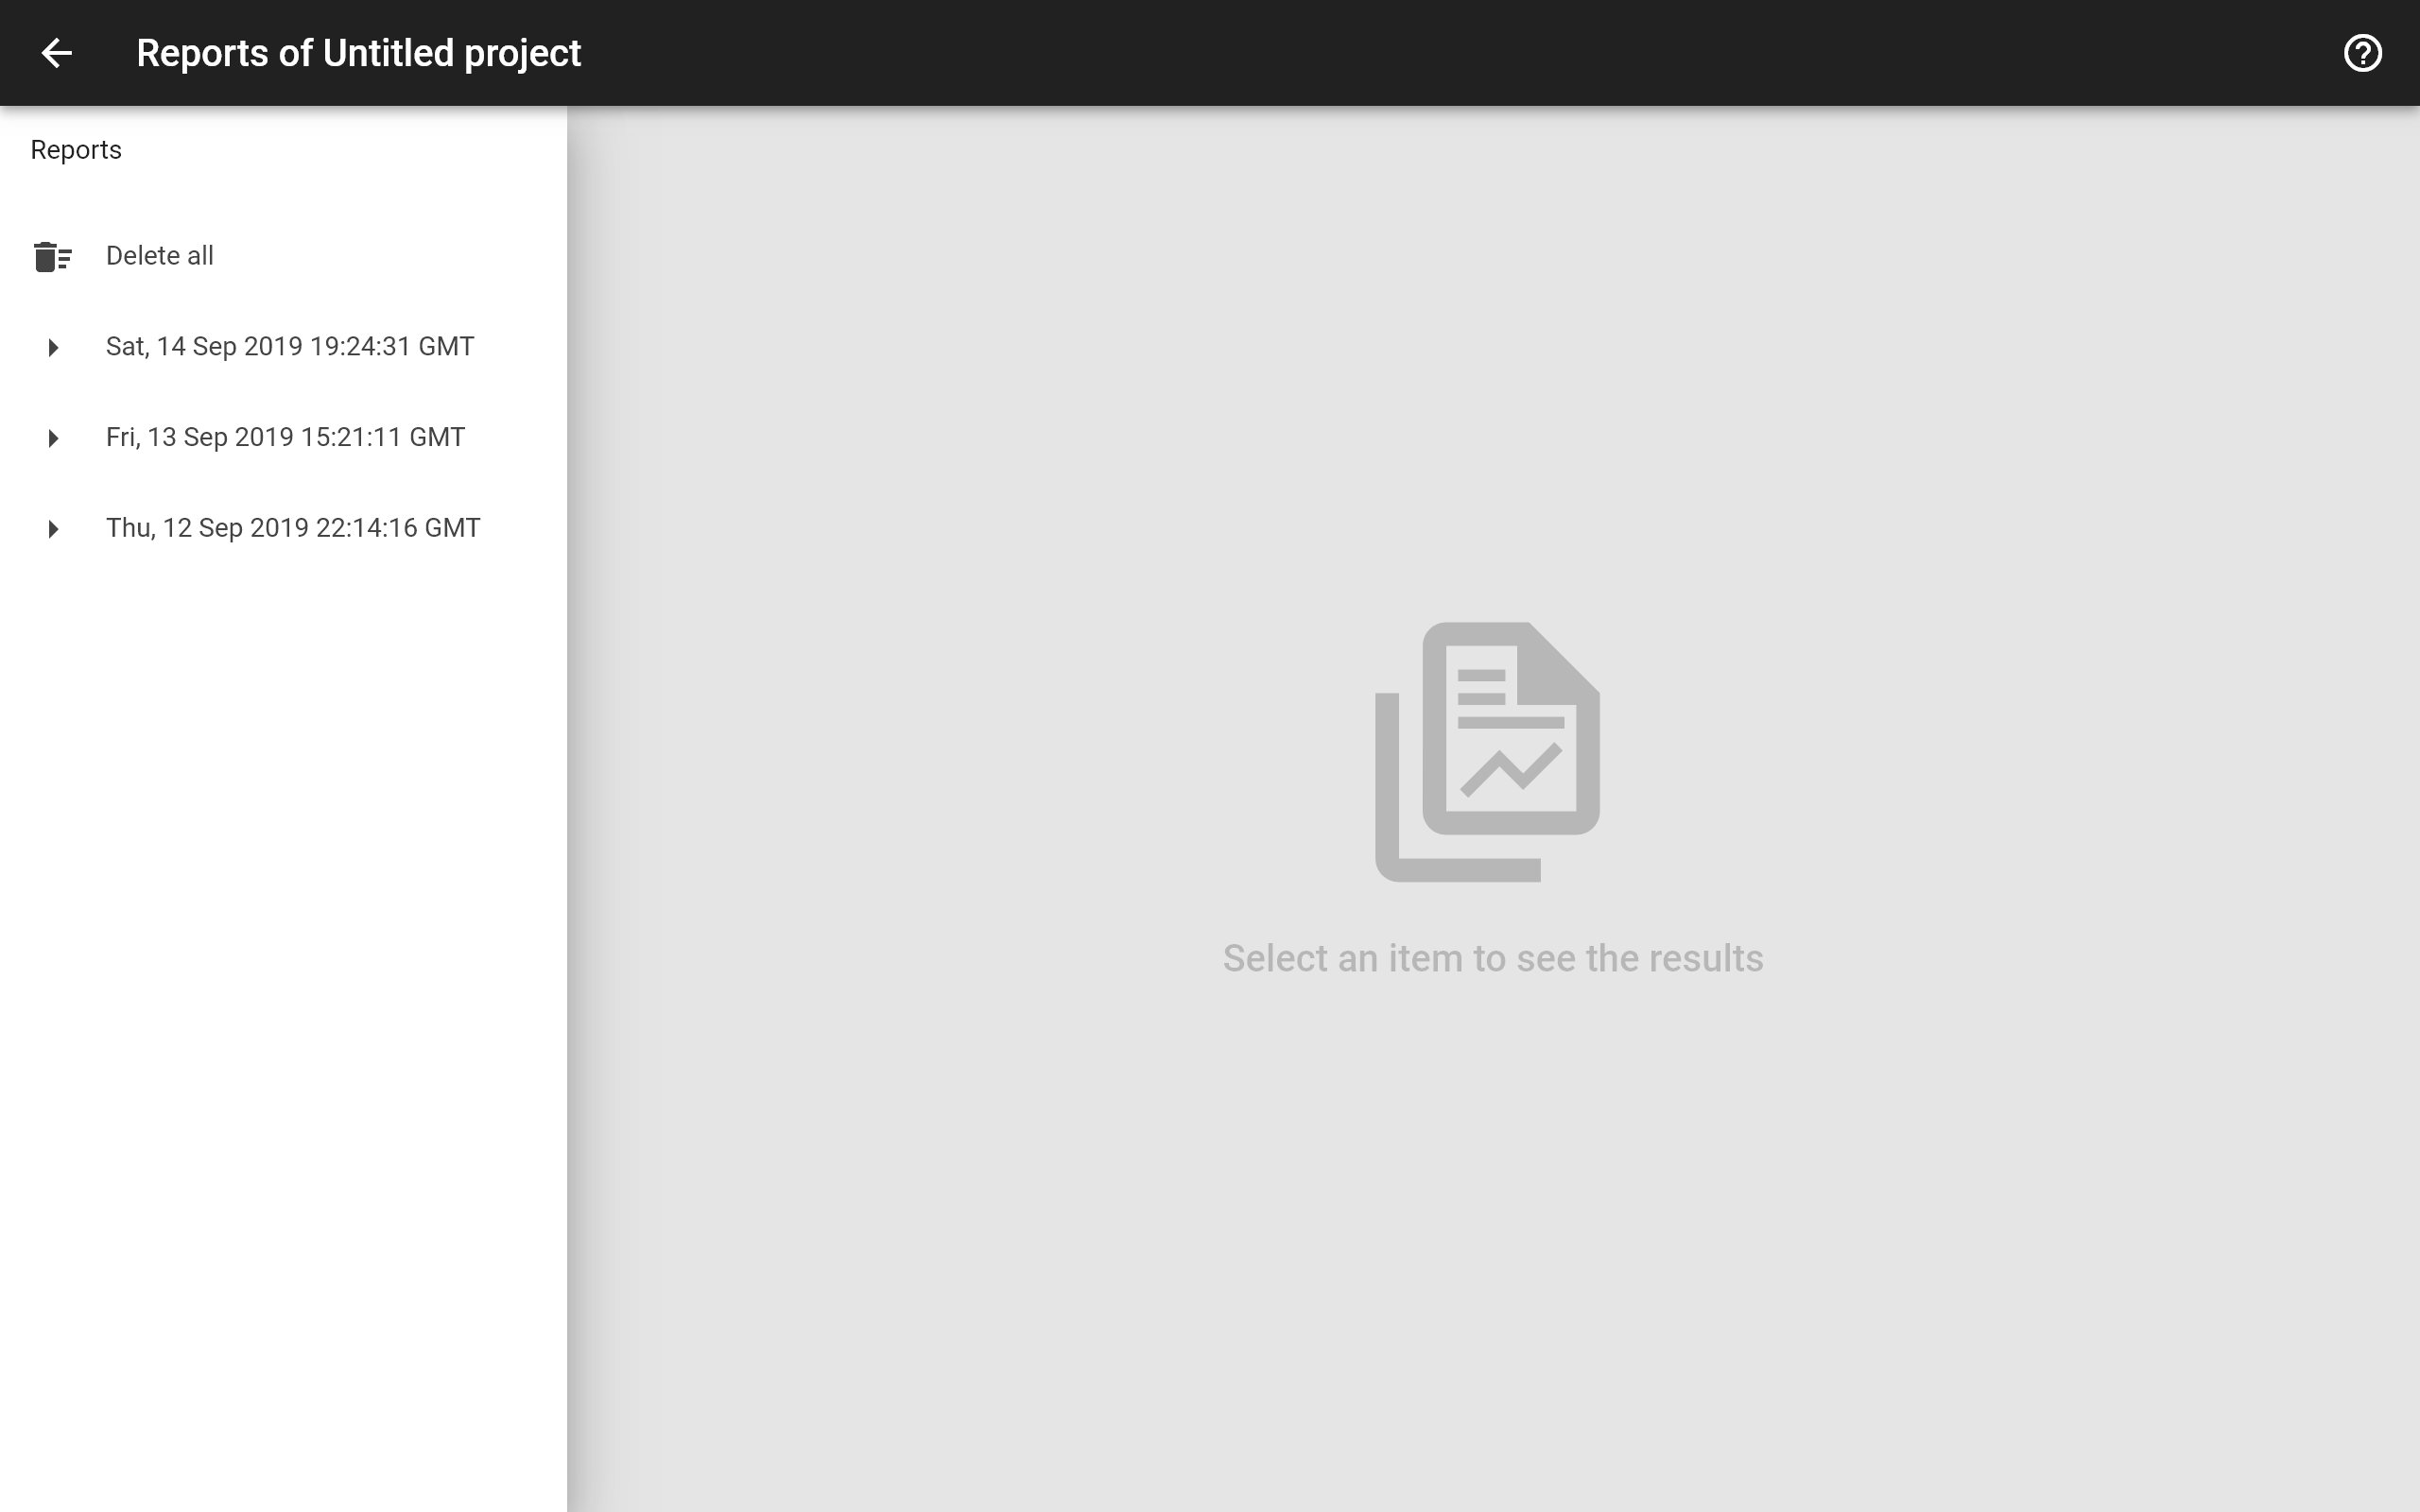 Reports of Untitled project
Reports
Delete all
Sat, 14 Sep 2019 19:24:31 GMT
Fri, 13 Sep 2019 15:21:11 GMT
Thu, 12 Sep 2019 22:14:16 GMT
Select an item to see the results